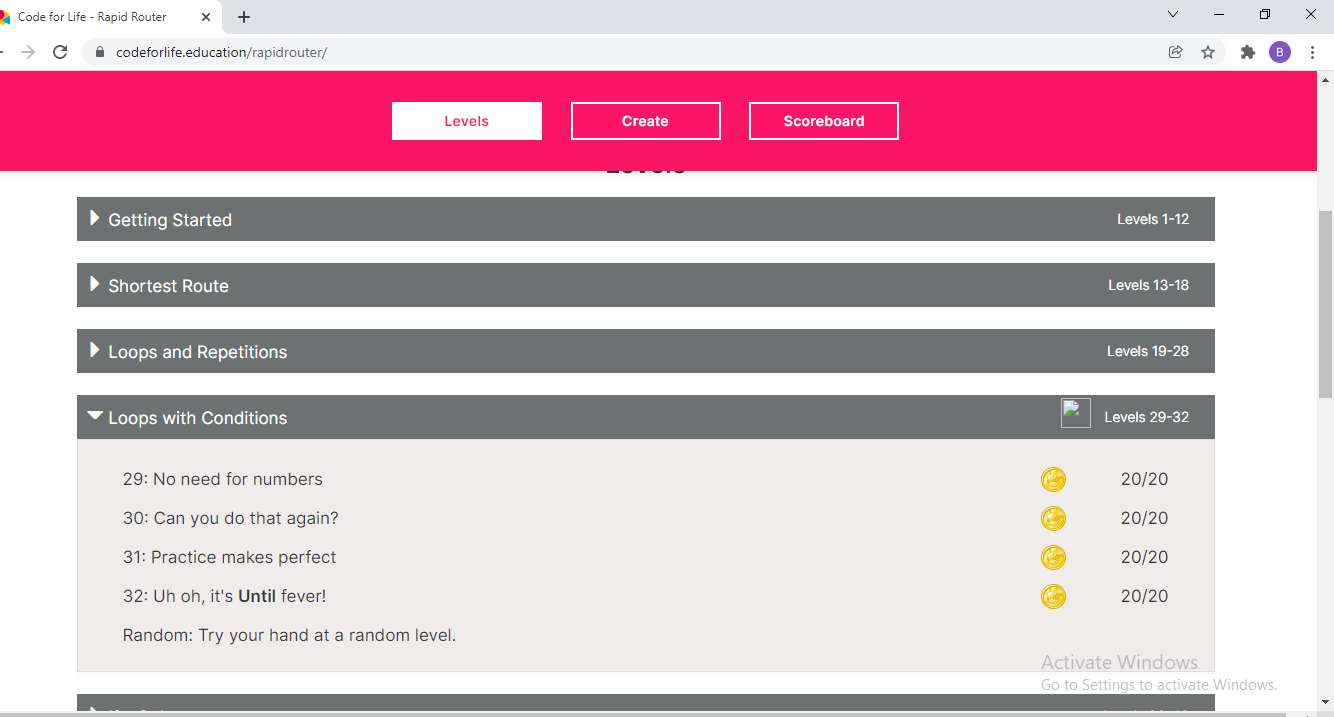 Code for Life - Rapid Router
codeforlife.education/rapidrouter/
B
Levels Create Scoreboard
Getting Started Levels 1-12
Shortest Route Levels 13-18
Loops and Repetitions Levels 19-28
Loops with Conditions Levels 29-32
29: No need for numbers 20/20
30: Can you do that again? 20/20
31: Practice makes perfect 20/20
32: Uh oh, it's Until fever! 20/20
Random: Try your hand at a random level.
Activate Windows
Go to Settings to activate Windows.